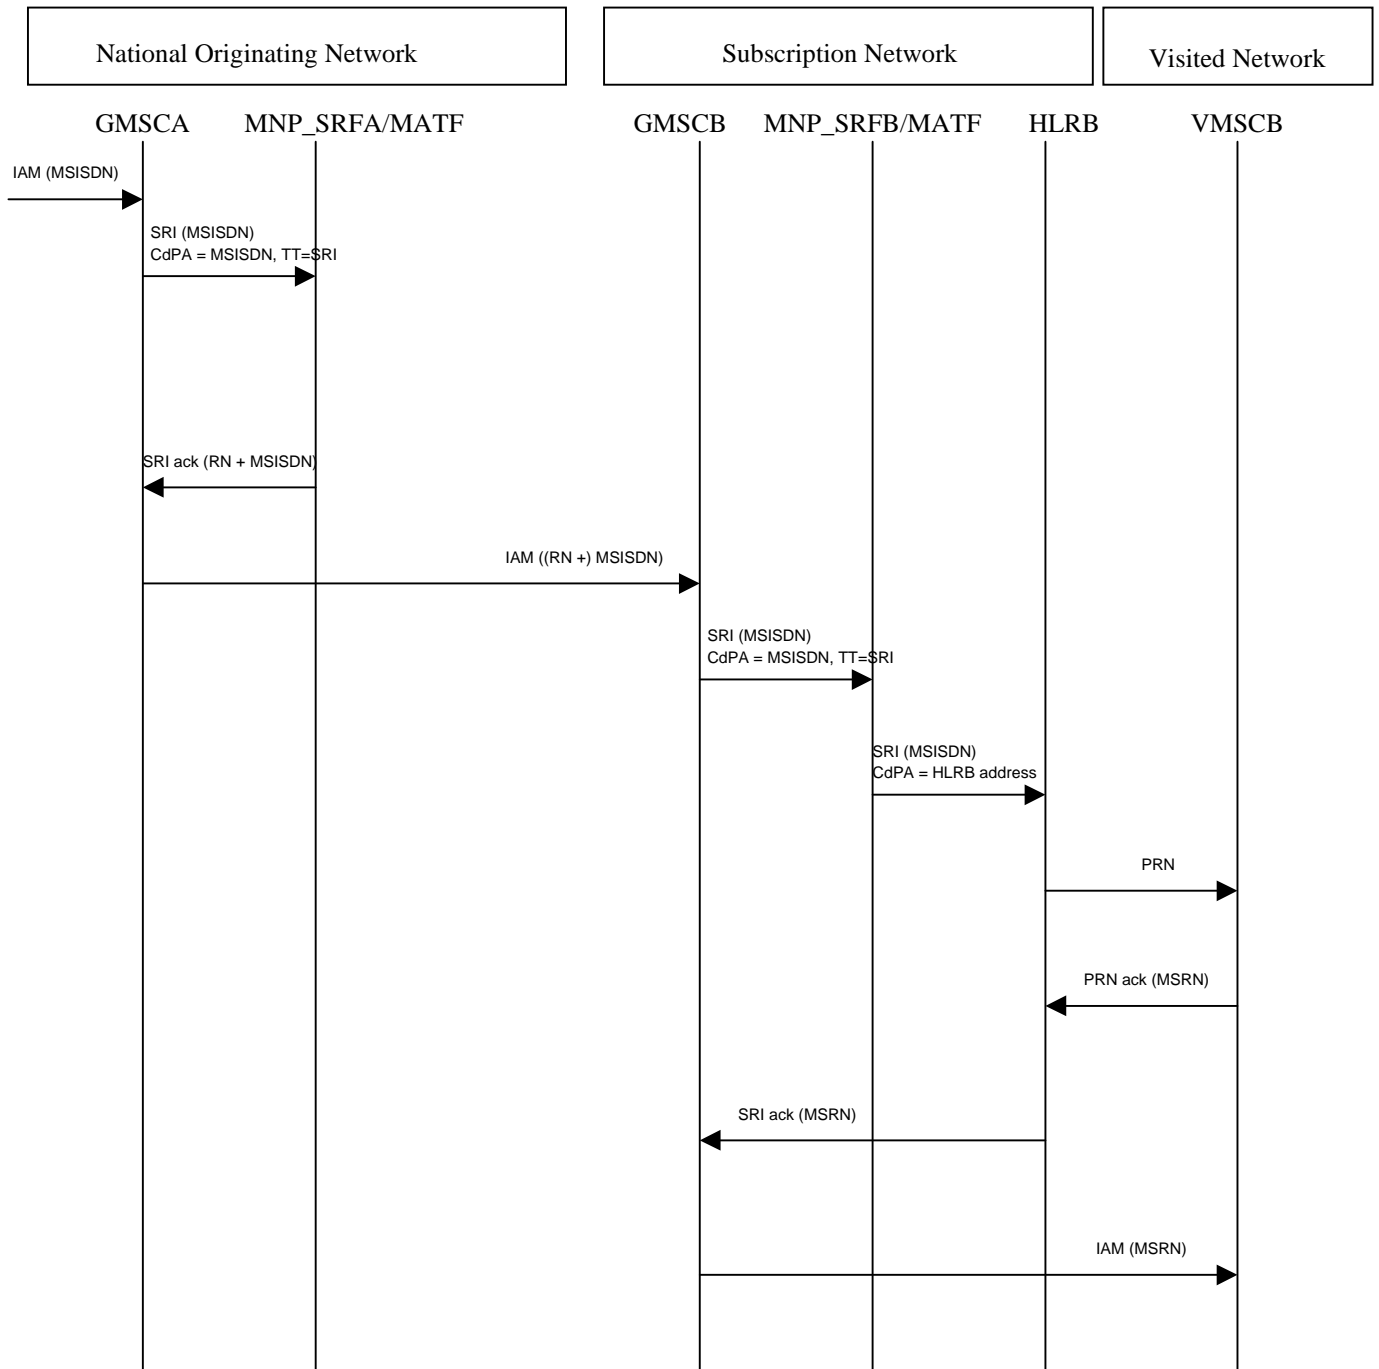 National Originating Network
Subscription Network
Visited Network
GMSCA
MNP_SRFA/MATF
GMSCB
MNP_SRFB/MATF
HLRB
VMSCB
IAM (MSISDN)
SRI (MSISDN)
CdPA = MSISDN, TT=SRI
SRI ack (RN + MSISDN)
IAM ((RN +) MSISDN)
SRI (MSISDN)
CdPA = MSISDN, TT=SRI
SRI (MSISDN)
CdPA = HLRB address
PRN
PRN ack (MSRN)
SRI ack (MSRN)
IAM (MSRN)